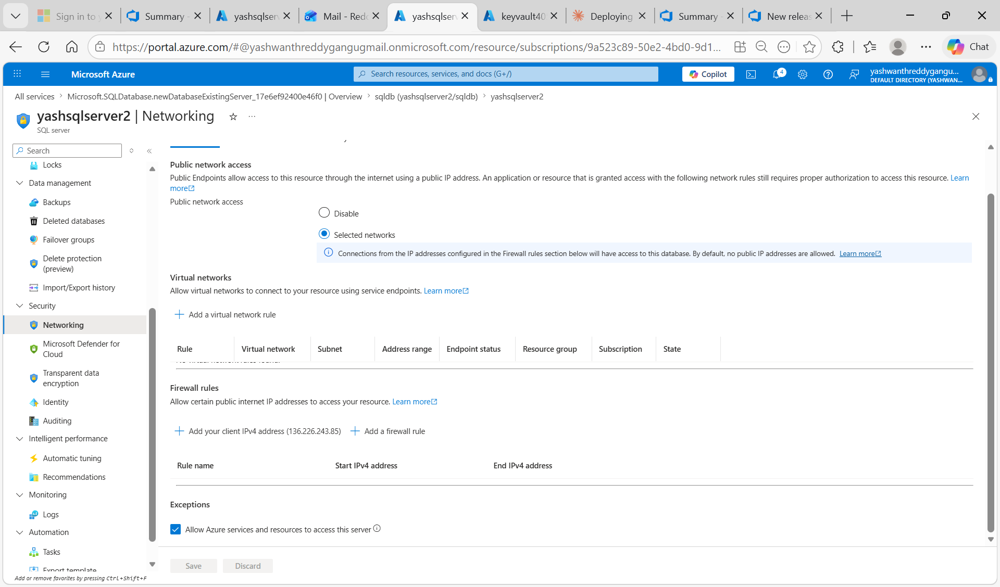 Sign in to y
Summary -
yashsqlserv
Mail - Redd
yashsqlserv
keyvault40
Deploying
Summary -
New releas
https://portal.azure.com/#@yashwanthreddygangugmail.onmicrosoft.com/resource/subscriptions/9a523c89-50e2-4bd0-9d1...
Chat
Microsoft Azure
Search resources, services, and docs (G+/)
Copilot
4
yashwanthreddygangu...
DEFAULT DIRECTORY (YASHWAN...
All services > Microsoft.SQLDatabase.newDatabaseExistingServer_17e6ef92400e46f0 | Overview > sqldb (yashsqlserver2/sqldb) > yashsqlserver2
yashsqlserver2 | Networking
SQL server
Search
Locks
Data management
Backups
Deleted databases
Failover groups
Delete protection
(preview)
Import/Export history
Security
Networking
Microsoft Defender for
Cloud
Transparent data
encryption
Identity
Auditing
Intelligent performance
Automatic tuning
Recommendations
Monitoring
Logs
Automation
Tasks
Export template
Add or remove favorites by pressing Ctrl+Shift+F
Public network access
Public Endpoints allow access to this resource through the internet using a public IP address. An application or resource that is granted access with the following network rules still requires proper authorization to access this resource. Learn
more
Public network access
Disable
Selected networks
Connections from the IP addresses configured in the Firewall rules section below will have access to this database. By default, no public IP addresses are allowed. Learn more
Virtual networks
Allow virtual networks to connect to your resource using service endpoints. Learn more
Add a virtual network rule
Rule Virtual network Subnet Address range Endpoint status Resource group Subscription State
No virtual network rules found.
Firewall rules
Allow certain public internet IP addresses to access your resource. Learn more
Add your client IPv4 address (136.226.243.85) Add a firewall rule
Rule name Start IPv4 address End IPv4 address
Exceptions
Allow Azure services and resources to access this server
Save Discard